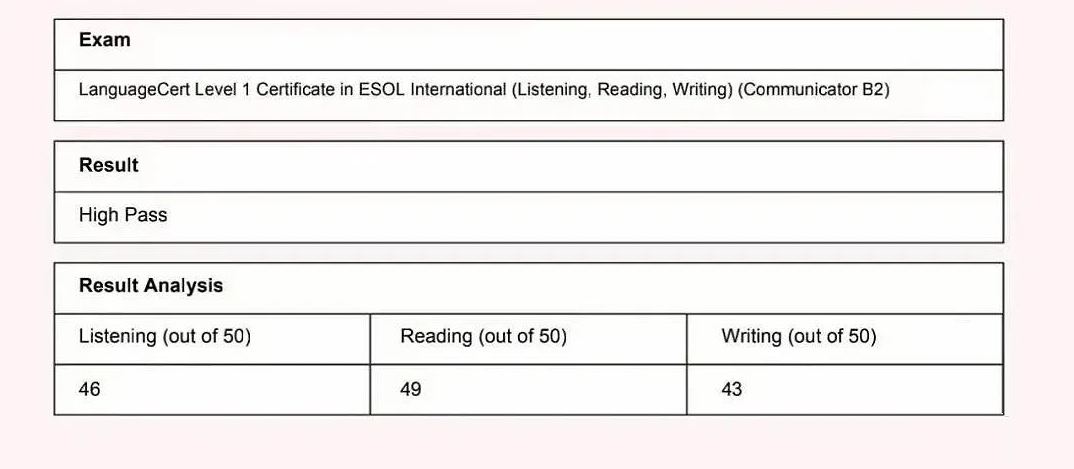 Exam
LanguageCert Level 1 Certificate in ESOL International (Listening, Reading, Writing) (Communicator B2)
Result
High Pass
Result Analysis
Listening (out of 50) Reading (out of 50) Writing (out of 50)
46 49 43